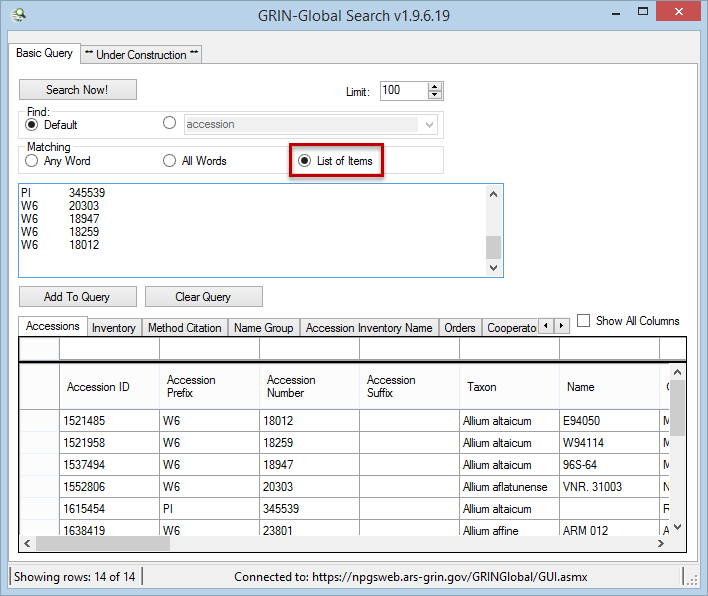 GRIN-Global Search v1.9.6.19
Basic Query ** Under Construction **
Search Now! Limit: 100
Find:
Default accession
Matching
Any Word All Words List of Items
PI 345539
W6 20303
W6 18947
W6 18259
W6 18012
Add To Query Clear Query
Accessions Inventory Method Citation Name Group Accession Inventory Name Orders Cooperato Show All Columns
Accession ID Accession Prefix Accession Number Accession Suffix Taxon Name
1521485 W6 18012 Allium altaicum E94050 M
1521958 W6 18259 Allium altaicum W94114 M
1537494 W6 18947 Allium altaicum 96S-64 M
1552806 W6 20303 Allium aflatunense VNR. 31003 N
1615454 PI 345539 Allium altaicum R
1638419 W6 23801 Allium affine ARM 012 A
Showing rows: 14 of 14 Connected to: https://npgsweb.ars-grin.gov/GRINGlobal/GUI.asmx